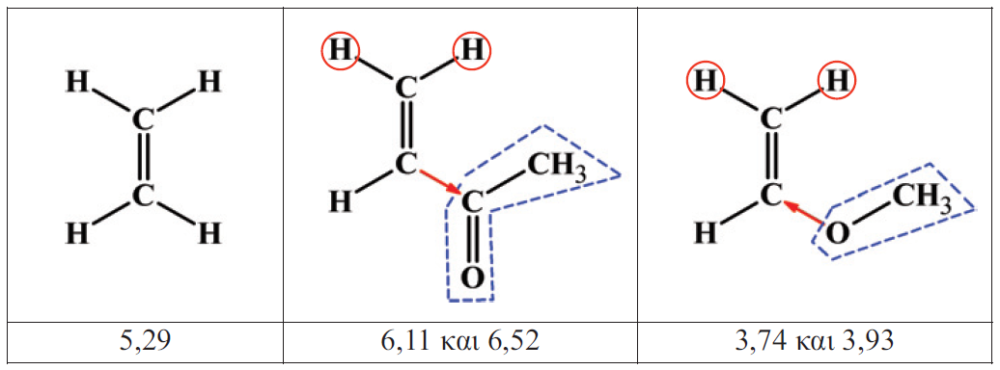 H H H H H H
C C C
C C CH3 C CH3
H H H C H O
O
5,29 6,11 και 6,52 3,74 και 3,93